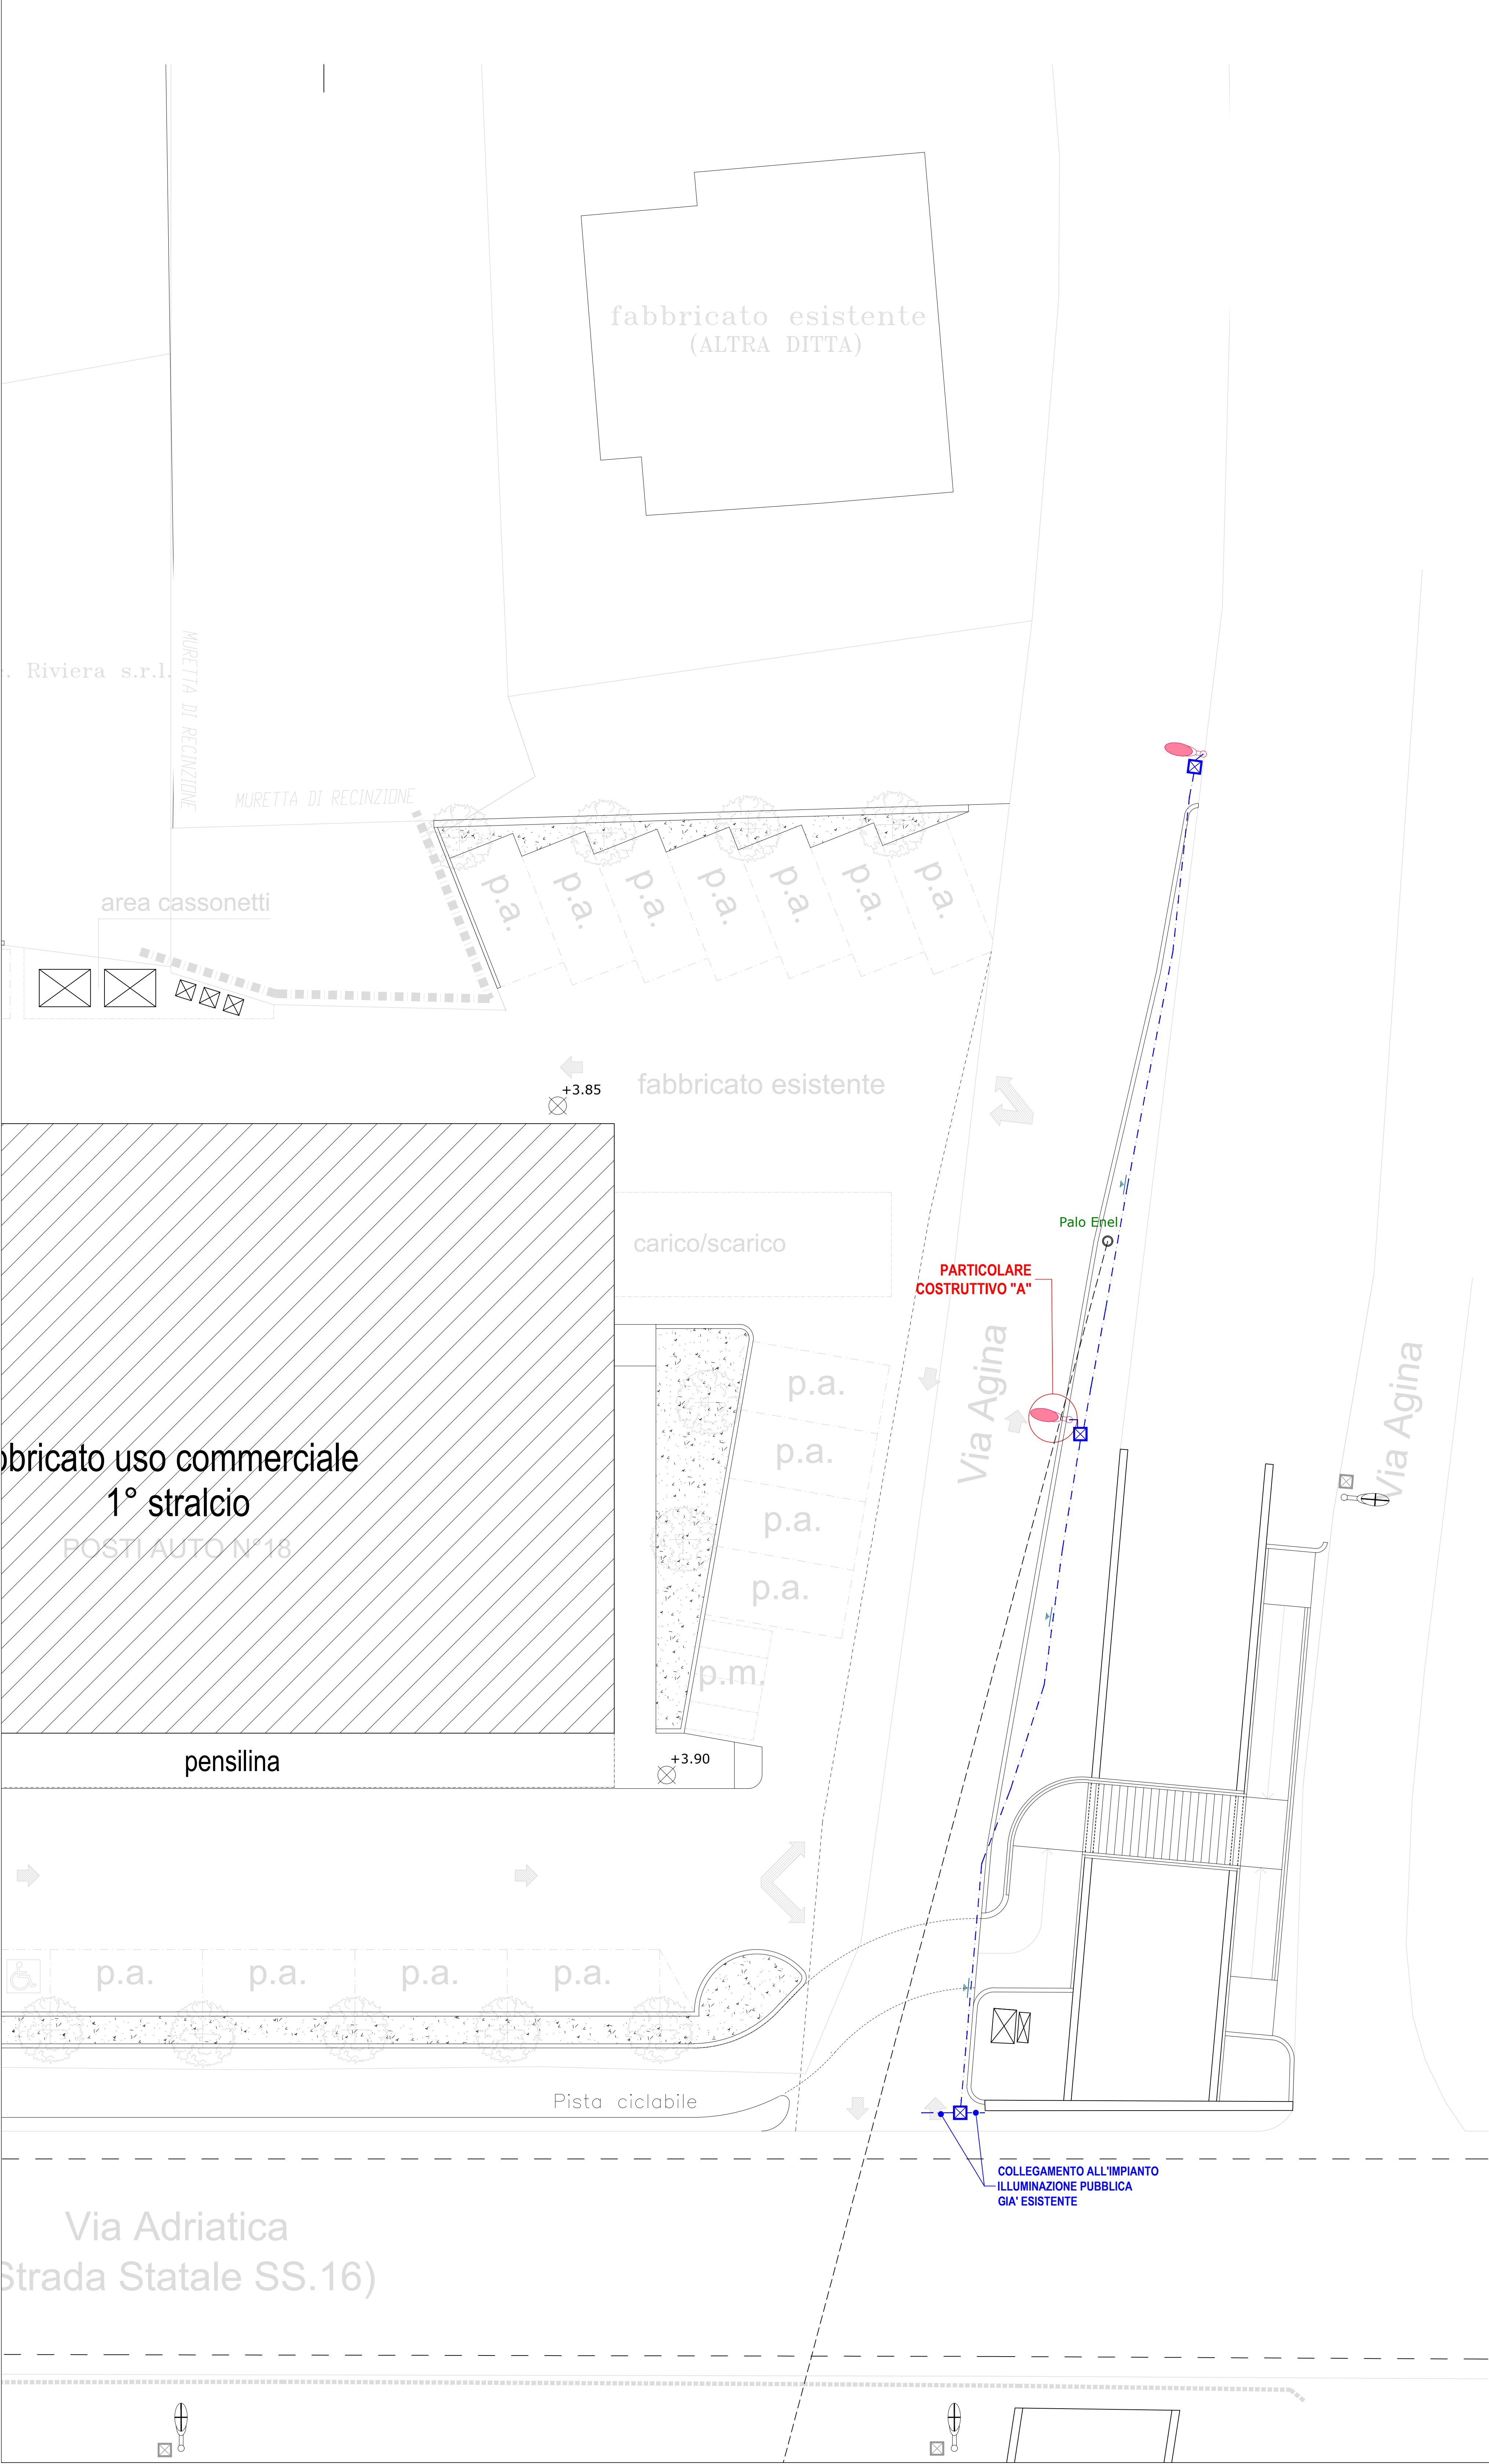 fabbricato esistente
(ALTRA DITTA)
Riviera s.r.l.
MURETTA DI RECINZIONE
MURETTA DI RECINZIONE
area cassonetti
p.a.
p.a.
p.a.
p.a.
p.a.
p.a.
p.a.
+3.85
fabbricato esistente
Palo Enel
carico/scarico
PARTICOLARE
COSTRUTTIVO "A"
Via Agina
Via Agina
p.a.
p.a.
p.a.
p.a.
p.m.
bbricato uso commerciale
1° stralcio
POSTI AUTO N°18
pensilina
+3.90
p.a.
p.a.
p.a.
p.a.
Pista ciclabile
COLLEGAMENTO ALL'IMPIANTO
ILLUMINAZIONE PUBBLICA
GIA' ESISTENTE
Via Adriatica
Strada Statale SS.16)